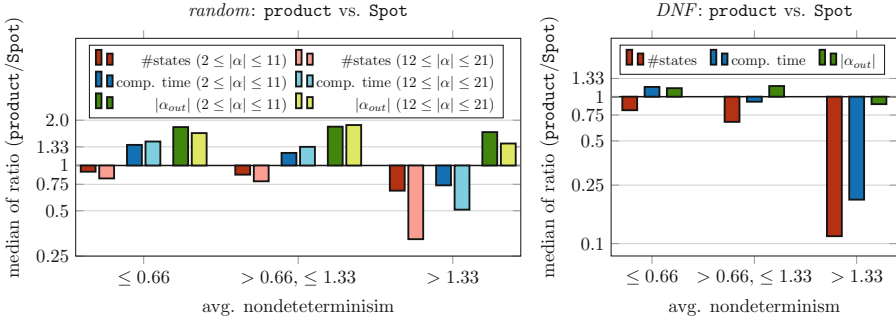 random: product vs. Spot
median of ratio (product/Spot)
#states (2 ≤ |α| ≤ 11) #states (12 ≤ |α| ≤ 21)
comp. time (2 ≤ |α| ≤ 11) comp. time (12 ≤ |α| ≤ 21)
|α_out| (2 ≤ |α| ≤ 11) |α_out| (12 ≤ |α| ≤ 21)
2.0
1.33
1
0.75
0.5
0.25
≤ 0.66 > 0.66, ≤ 1.33 > 1.33
avg. nondeteterminisim
DNF: product vs. Spot
median of ratio (product/Spot)
#states comp. time |α_out|
1.33
1
0.75
0.5
0.25
0.1
≤ 0.66 > 0.66, ≤ 1.33 > 1.33
avg. nondeterminism